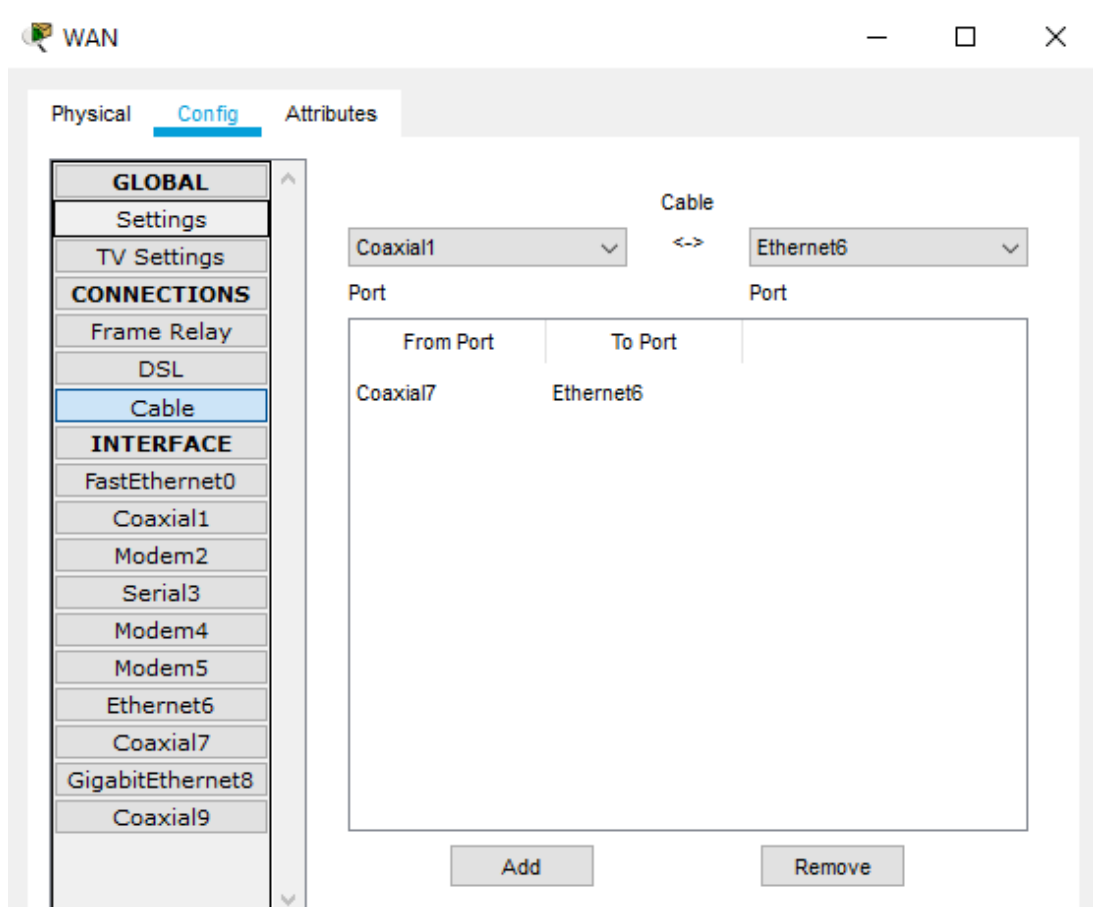 WAN
Physical Config Attributes
GLOBAL
Settings
TV Settings
CONNECTIONS
Frame Relay
DSL
Cable
INTERFACE
FastEthernet0
Coaxial1
Modem2
Serial3
Modem4
Modem5
Ethernet6
Coaxial7
GigabitEthernet8
Coaxial9
Cable
Coaxial1 <-> Ethernet6
Port Port
From Port To Port
Coaxial7 Ethernet6
Add Remove